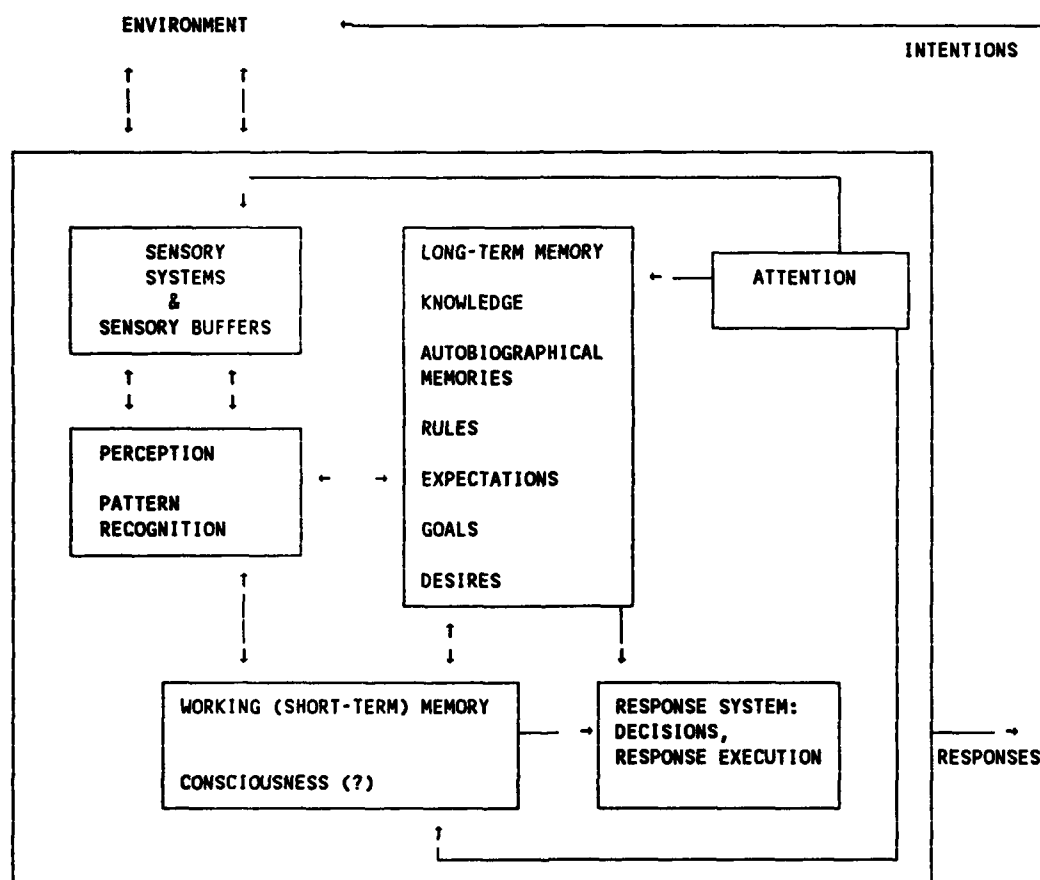 ENVIRONMENT
INTENTIONS
SENSORY
SYSTEMS
&
SENSORY BUFFERS
LONG-TERM MEMORY
KNOWLEDGE
AUTOBIOGRAPHICAL
MEMORIES
RULES
EXPECTATIONS
GOALS
DESIRES
ATTENTION
PERCEPTION
PATTERN
RECOGNITION
WORKING (SHORT-TERM) MEMORY
CONSCIOUSNESS (?)
RESPONSE SYSTEM:
DECISIONS,
RESPONSE EXECUTION
RESPONSES